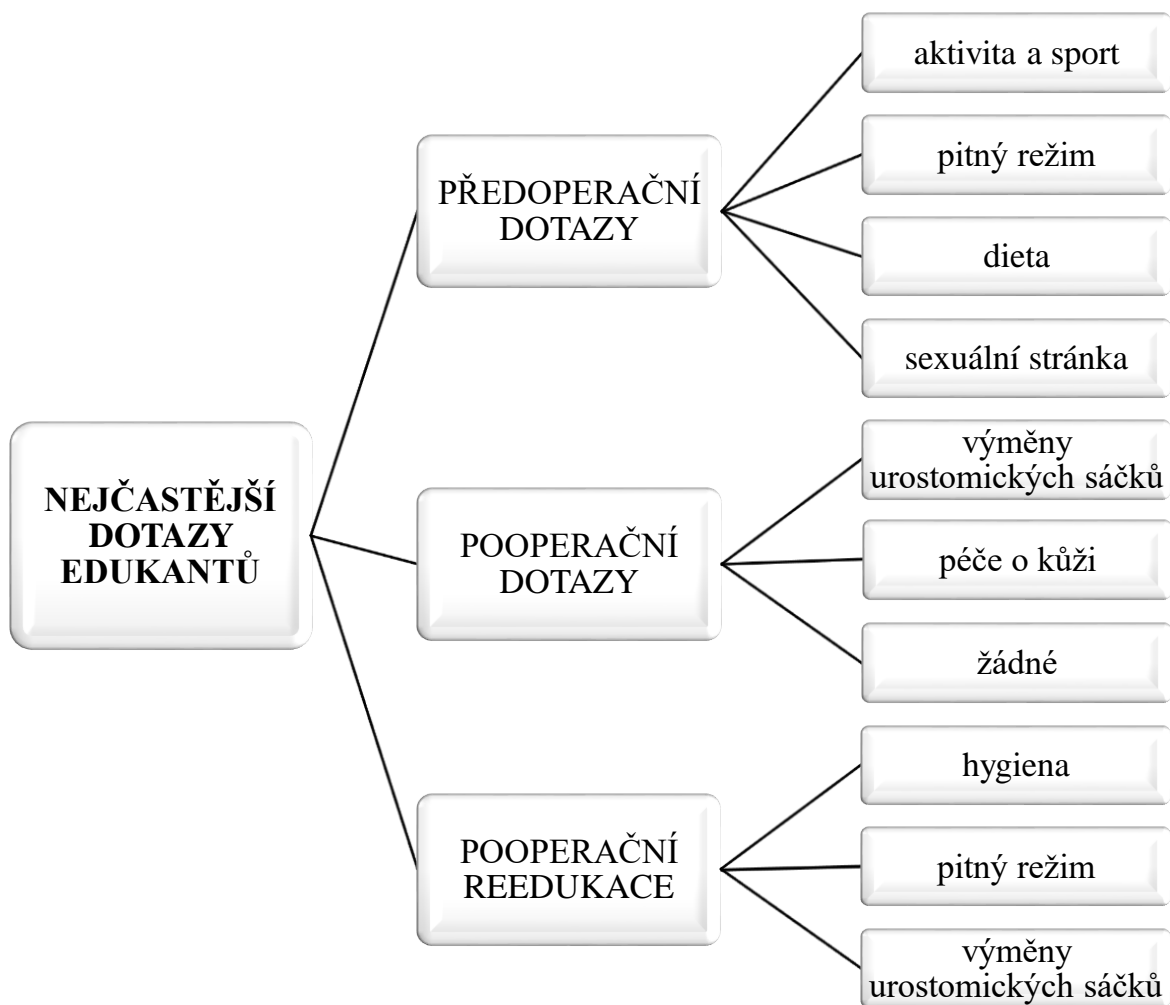 NEJČASTĚJŠÍ
DOTAZY
EDUKANTŮ
PŘEDOPERAČNÍ
DOTAZY
aktivita a sport
pitný režim
dieta
sexuální stránka
POOPERAČNÍ
DOTAZY
výměny
urostomických sáčků
péče o kůži
žádné
POOPERAČNÍ
REEDUKACE
hygiena
pitný režim
výměny
urostomických sáčků